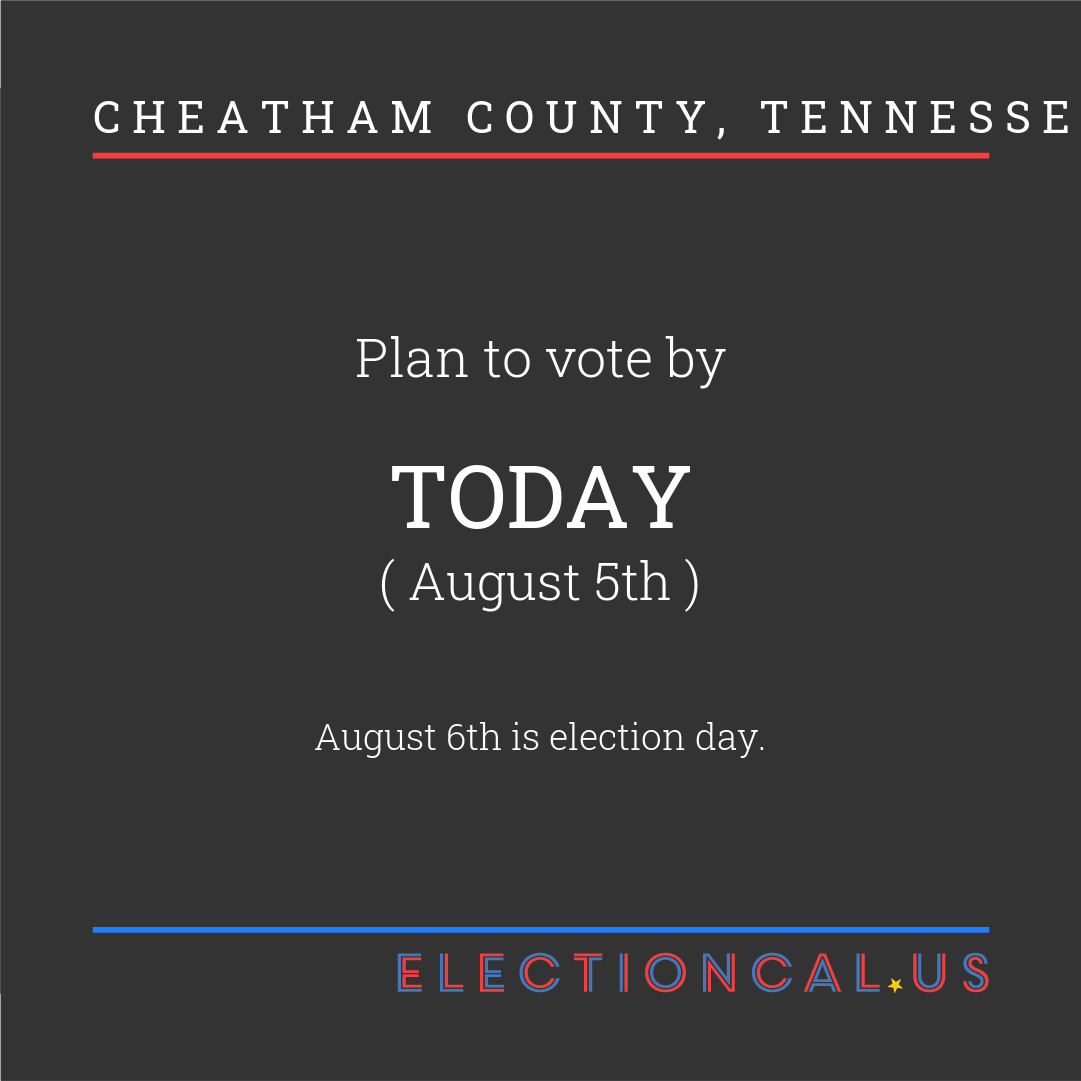 CHEATHAM COUNTY, TENNESSE
Plan to vote by
TODAY
( August 5th )
August 6th is election day.
ELECTIONCAL.US